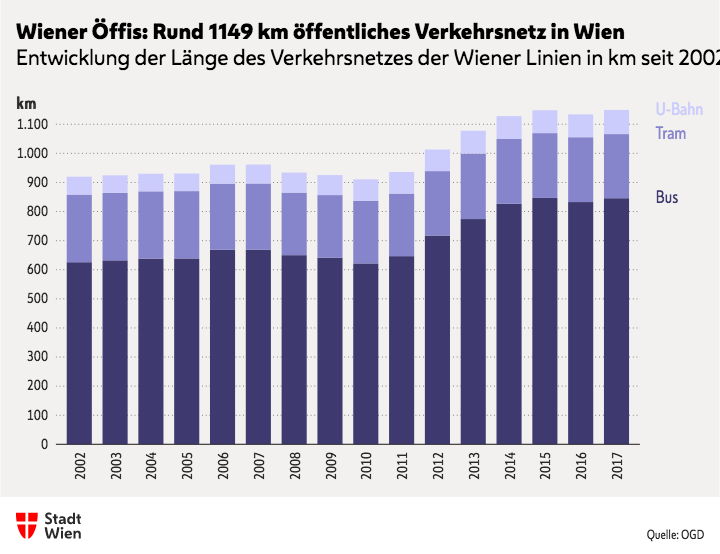 Wiener Öffis: Rund 1149 km öffentliches Verkehrsnetz in Wien
Entwicklung der Länge des Verkehrsnetzes der Wiener Linien in km seit 2002
km
U-Bahn
Tram
Bus
1.100
1.000
900
800
700
600
500
400
300
200
100
0
2002 2003 2004 2005 2006 2007 2008 2009 2010 2011 2012 2013 2014 2015 2016 2017
Stadt
Wien
Quelle: OGD